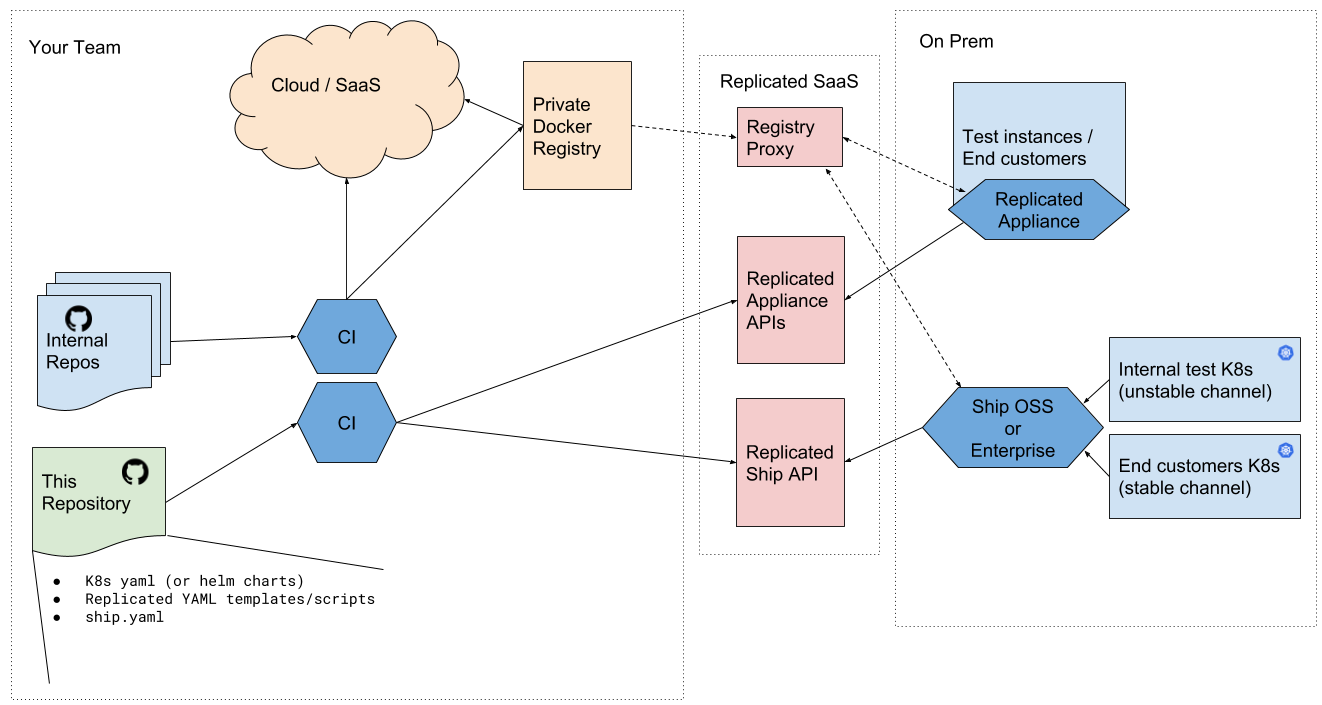 Your Team
Cloud / SaaS
Private
Docker
Registry
Internal
Repos
CI
CI
This
Repository
● K8s yaml (or helm charts)
● Replicated YAML templates/scripts
● ship.yaml
Replicated SaaS
Registry
Proxy
Replicated
Appliance
APIs
Replicated
Ship API
On Prem
Test instances /
End customers
Replicated
Appliance
Ship OSS
or
Enterprise
Internal test K8s
(unstable channel)
End customers K8s
(stable channel)